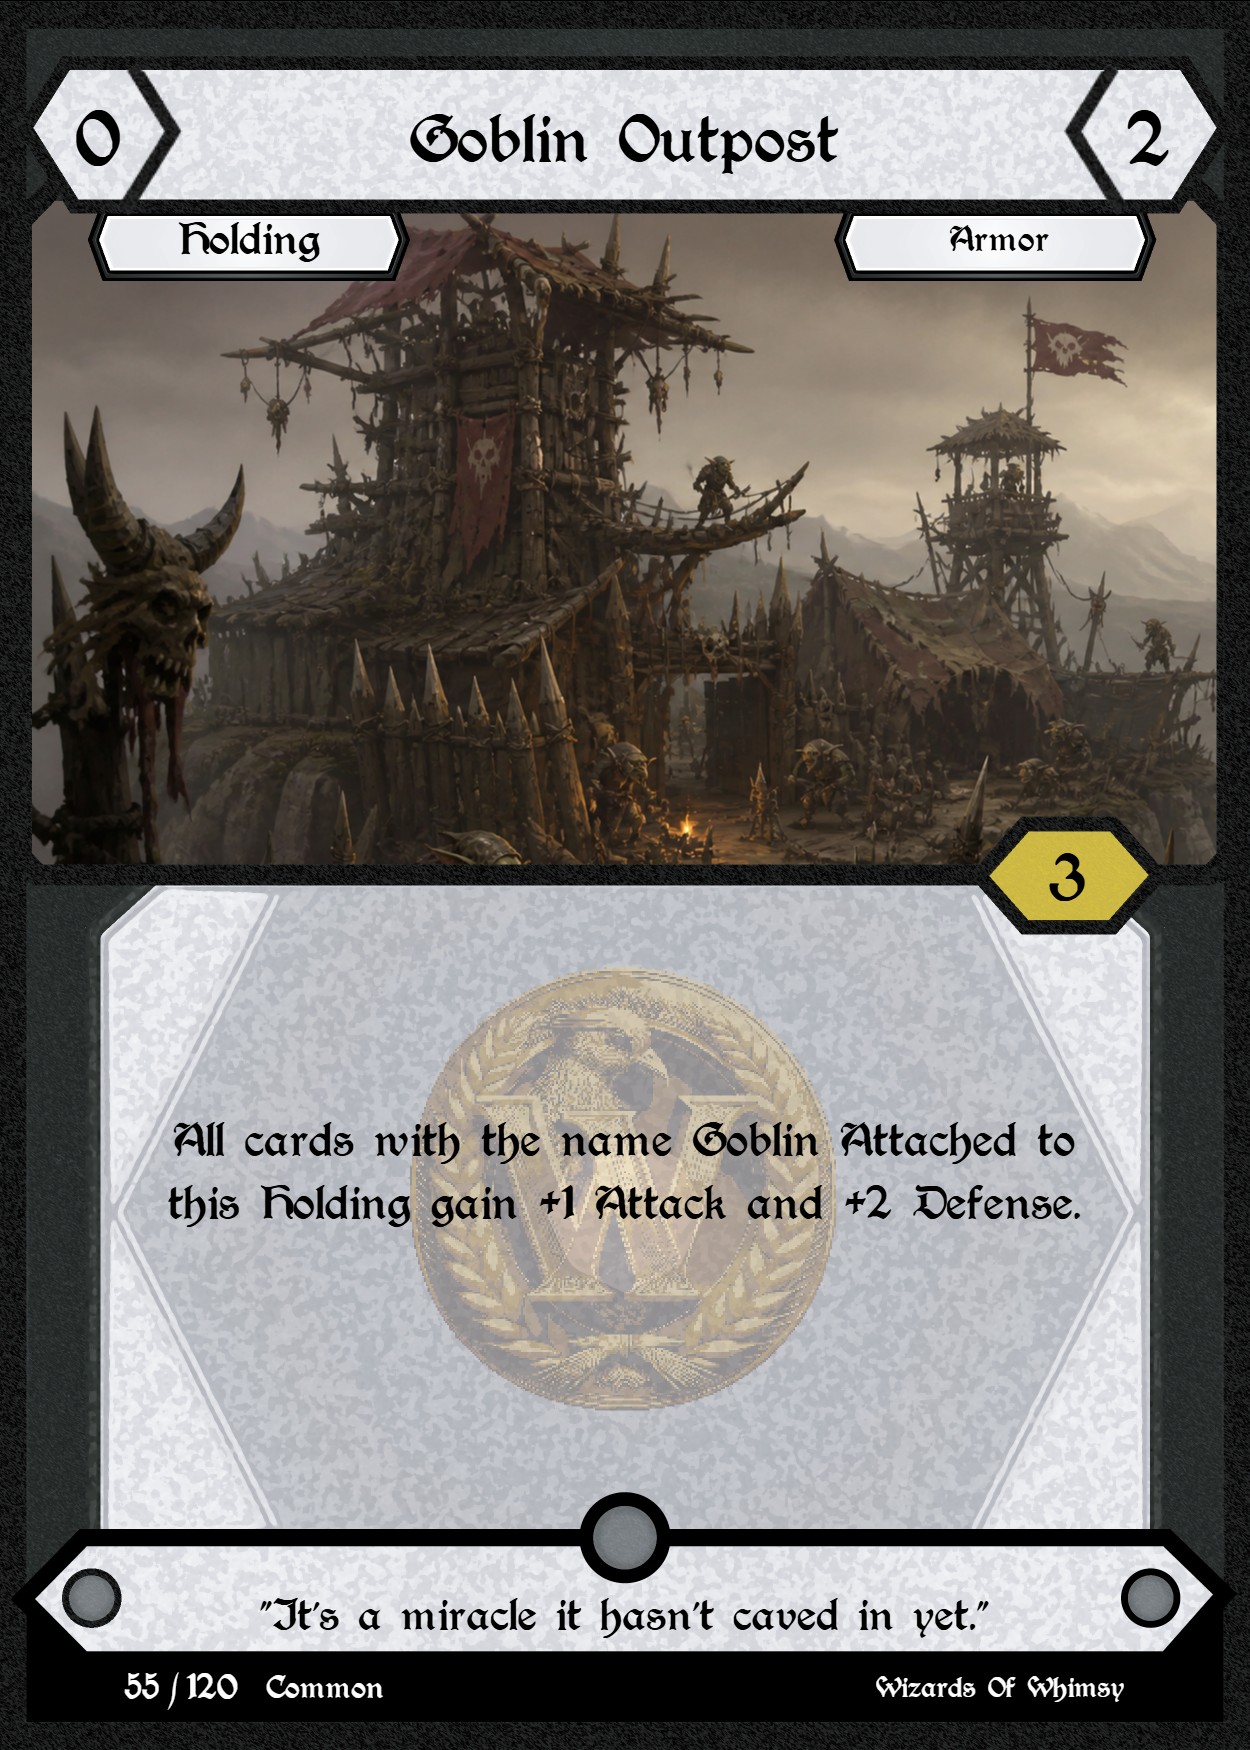 0 Goblin Outpost 2
Holding Armor
3
W
All cards with the name Goblin Attached to
this Holding gain +1 Attack and +2 Defense.
"It's a miracle it hasn't caved in yet."
55 / 120 Common Wizards Of Whimsy